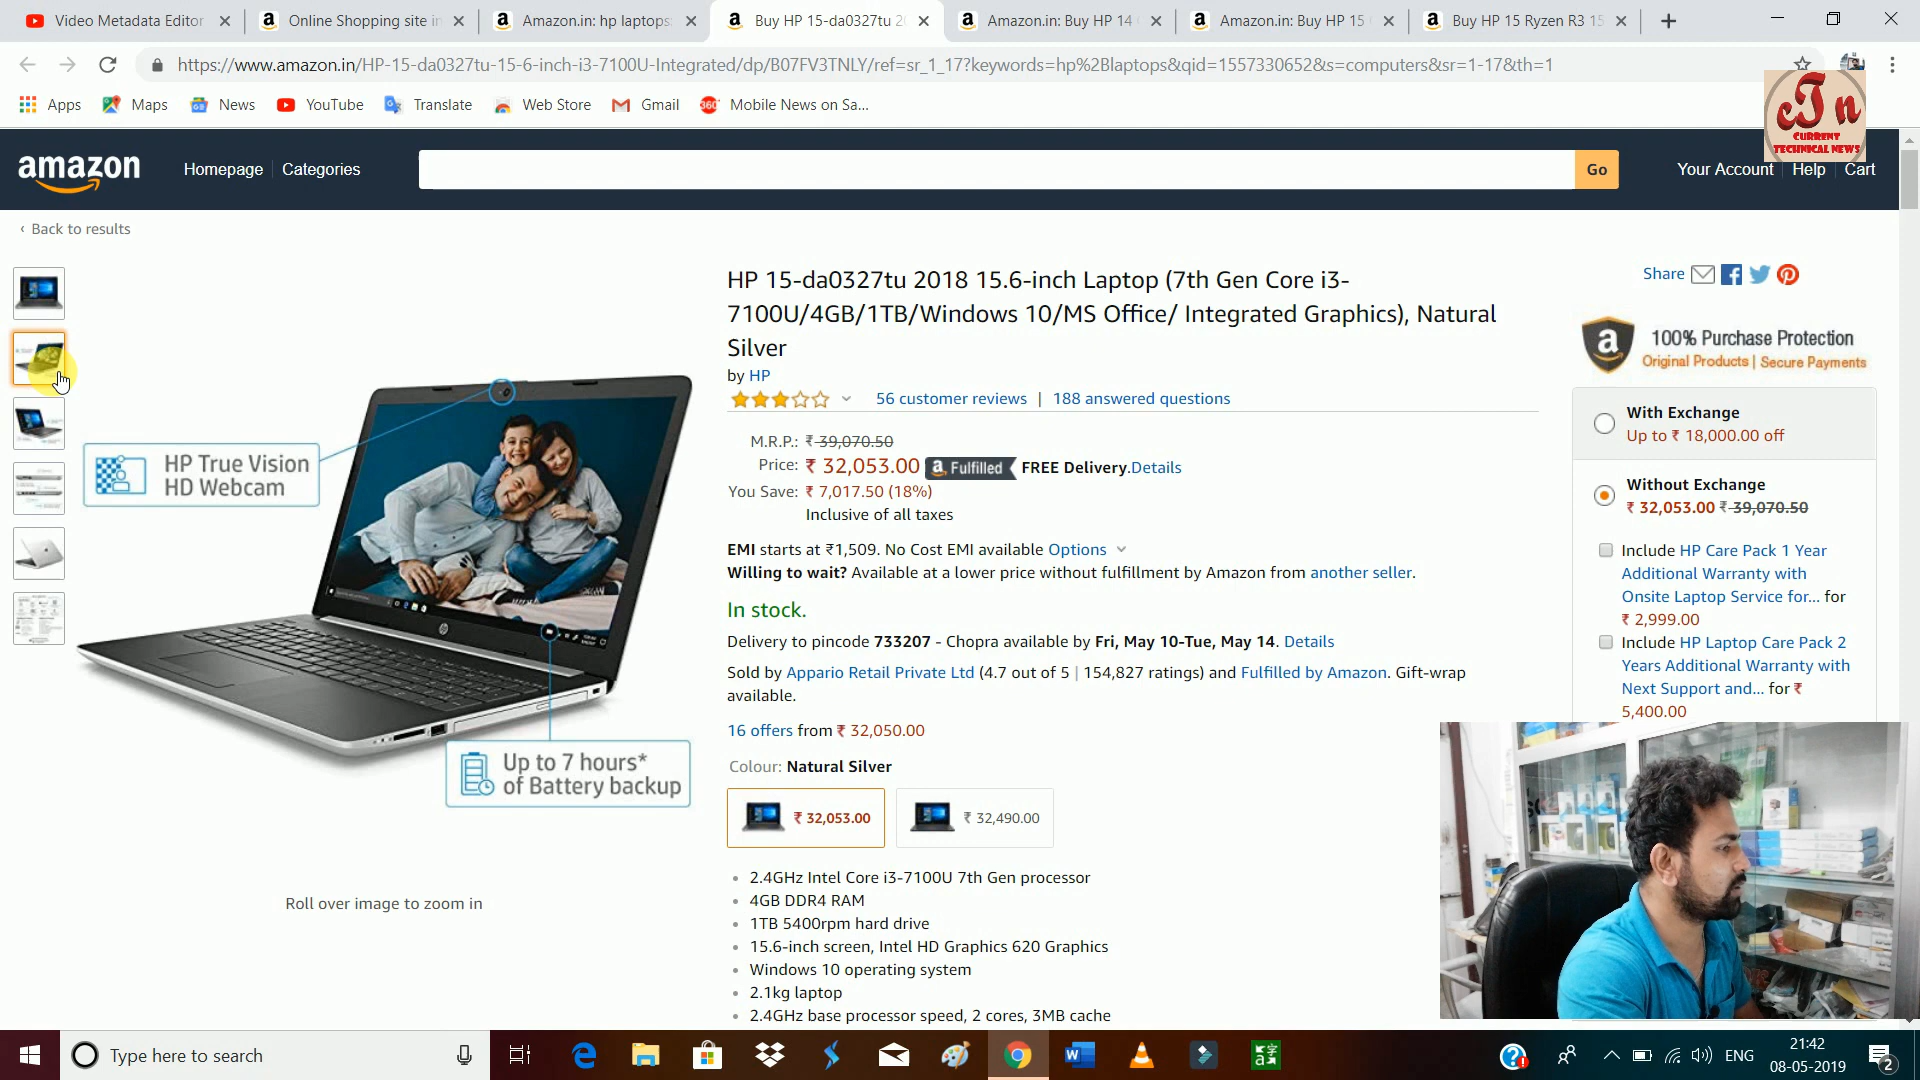 Video Metadata Editor
Online Shopping site in
Amazon.in: hp laptops
Buy HP 15-da0327tu 20
Amazon.in: Buy HP 14
Amazon.in: Buy HP 15
Buy HP 15 Ryzen R3 15
https://www.amazon.in/HP-15-da0327tu-15-6-inch-i3-7100U-Integrated/dp/B07FV3TNLY/ref=sr_1_17?keywords=hp%2Blaptops&qid=1557330652&s=computers&sr=1-17&th=1
Apps Maps News YouTube Translate Web Store Gmail 360 Mobile News on Sa...
cTn
CURRENT
TECHNICAL NEWS
amazon
Homepage Categories Go Your Account Help Cart
‹ Back to results
Share
HP 15-da0327tu 2018 15.6-inch Laptop (7th Gen Core i3-
7100U/4GB/1TB/Windows 10/MS Office/ Integrated Graphics), Natural
Silver
by HP
56 customer reviews | 188 answered questions
M.R.P.: ₹ 39,070.50
Price: ₹ 32,053.00 a Fulfilled FREE Delivery.Details
You Save: ₹ 7,017.50 (18%)
Inclusive of all taxes
EMI starts at ₹1,509. No Cost EMI available Options
Willing to wait? Available at a lower price without fulfillment by Amazon from another seller.
In stock.
Delivery to pincode 733207 - Chopra available by Fri, May 10-Tue, May 14. Details
Sold by Appario Retail Private Ltd (4.7 out of 5 | 154,827 ratings) and Fulfilled by Amazon. Gift-wrap
available.
16 offers from ₹ 32,050.00
Colour: Natural Silver
₹ 32,053.00
₹ 32,490.00
• 2.4GHz Intel Core i3-7100U 7th Gen processor
• 4GB DDR4 RAM
• 1TB 5400rpm hard drive
• 15.6-inch screen, Intel HD Graphics 620 Graphics
• Windows 10 operating system
• 2.1kg laptop
• 2.4GHz base processor speed, 2 cores, 3MB cache
HP True Vision
HD Webcam
Up to 7 hours*
of Battery backup
Roll over image to zoom in
a
100% Purchase Protection
Original Products | Secure Payments
With Exchange
Up to ₹ 18,000.00 off
Without Exchange
₹ 32,053.00 ₹ 39,070.50
Include HP Care Pack 1 Year
Additional Warranty with
Onsite Laptop Service for... for
₹ 2,999.00
Include HP Laptop Care Pack 2
Years Additional Warranty with
Next Support and... for ₹
5,400.00
Type here to search
ENG
21:42
08-05-2019
2